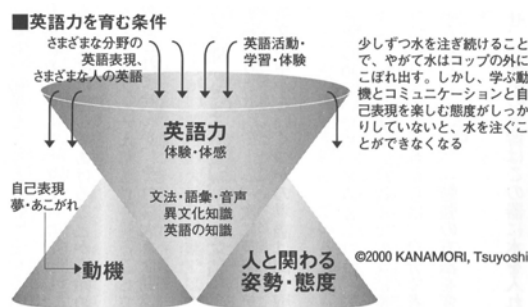 ■英語力を育む条件
さまざまな分野の
英語表現、
さまざまな人の英語
英語活動・
学習・体験
少しずつ水を注ぎ続けること
で、やがて水はコップの外に
こぼれ出す。しかし、学ぶ動
機とコミュニケーションと自
己表現を楽しむ態度がしっか
りしていないと、水を注ぐこ
とができなくなる
英語力
体験・体感
文法・語彙・音声
異文化知識
英語の知識
自己表現
夢・あこがれ
動機
人と関わる
姿勢・態度
©2000 KANAMORI, Tsuyoshi